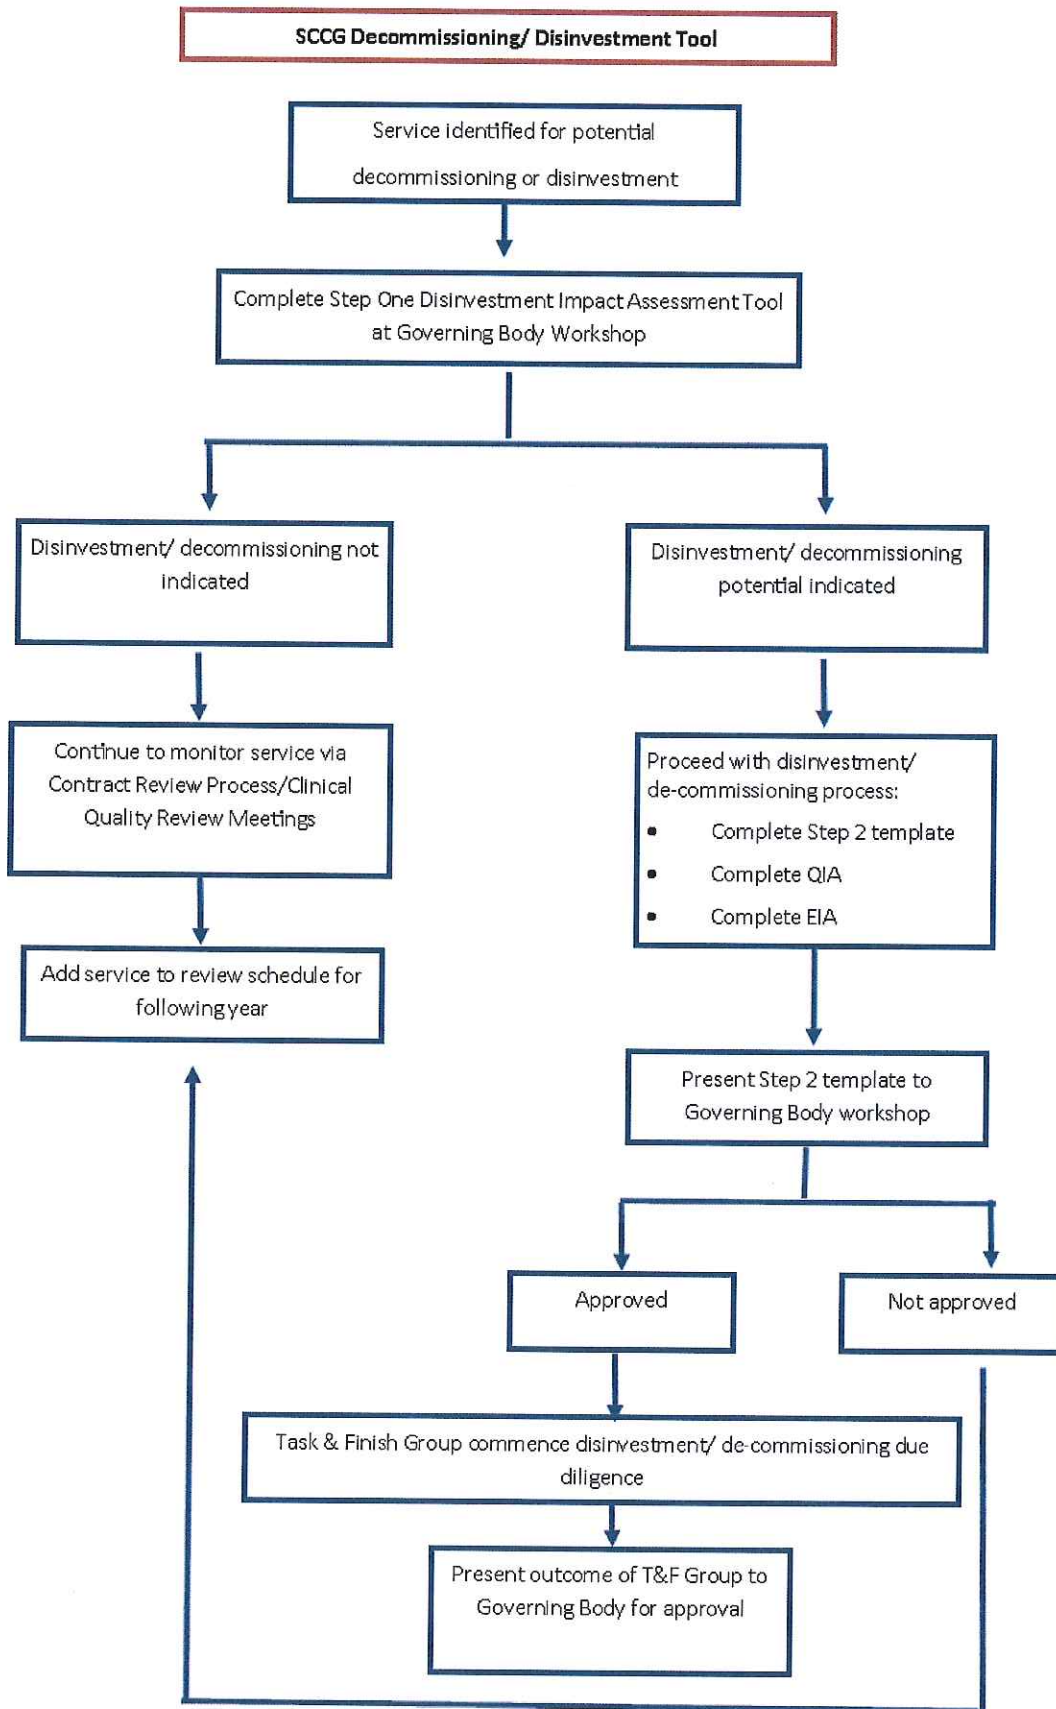 SCCG Decommissioning/ Disinvestment Tool
Service identified for potential
decommissioning or disinvestment
Complete Step One Disinvestment Impact Assessment Tool
at Governing Body Workshop
Disinvestment/ decommissioning not
indicated
Disinvestment/ decommissioning
potential indicated
Continue to monitor service via
Contract Review Process/Clinical
Quality Review Meetings
Proceed with disinvestment/
de-commissioning process:
• Complete Step 2 template
• Complete QIA
• Complete EIA
Add service to review schedule for
following year
Present Step 2 template to
Governing Body workshop
Approved
Not approved
Task & Finish Group commence disinvestment/ de-commissioning due
diligence
Present outcome of T&F Group to
Governing Body for approval